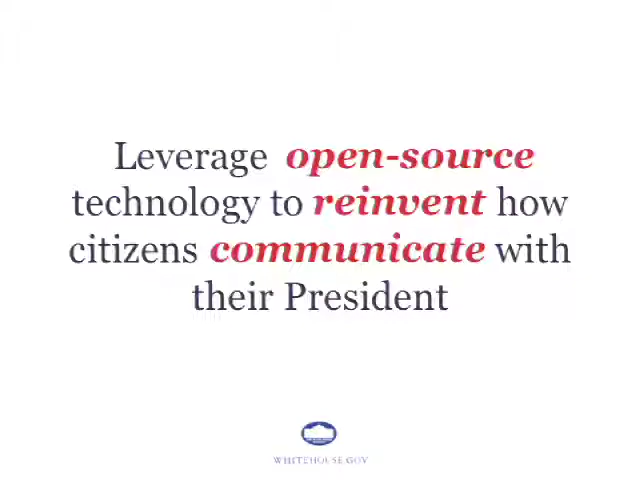 Leverage open-source
technology to reinvent how
citizens communicate with
their President
WHITEHOUSE.GOV